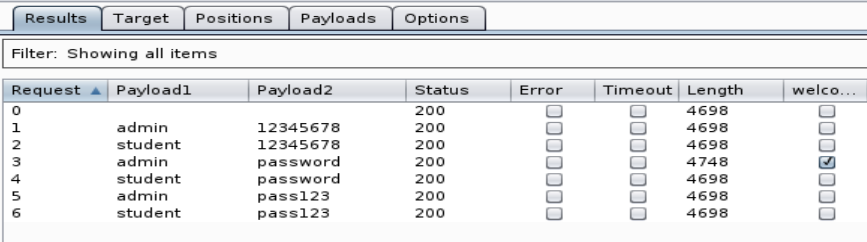 Results Target Positions Payloads Options
Filter: Showing all items
Request Payload1 Payload2 Status Error Timeout Length welco...
0 200 4698
1 admin 12345678 200 4698
2 student 12345678 200 4698
3 admin password 200 4748
4 student password 200 4698
5 admin pass123 200 4698
6 student pass123 200 4698